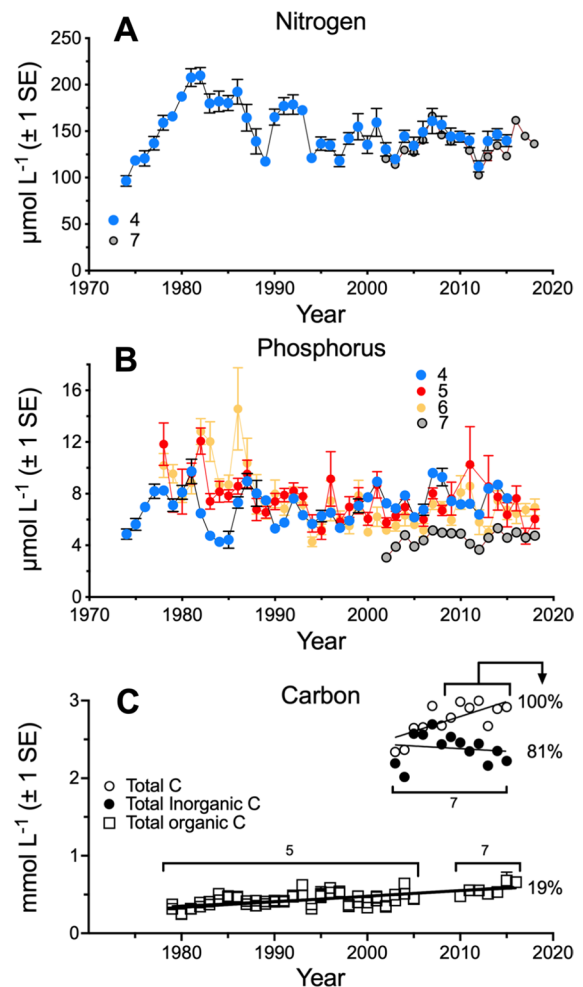 A
Nitrogen
250
200
150
100
50
0
µmol L⁻¹ (± 1 SE)
4
7
1970
1980
1990
2000
2010
2020
Year
B
Phosphorus
16
12
8
4
0
µmol L⁻¹ (± 1 SE)
4
5
6
7
1970
1980
1990
2000
2010
2020
Year
C
Carbon
3
2
1
0
mmol L⁻¹ (± 1 SE)
100%
81%
7
Total C
Total Inorganic C
Total organic C
5
7
19%
1980
1990
2000
2010
2020
Year